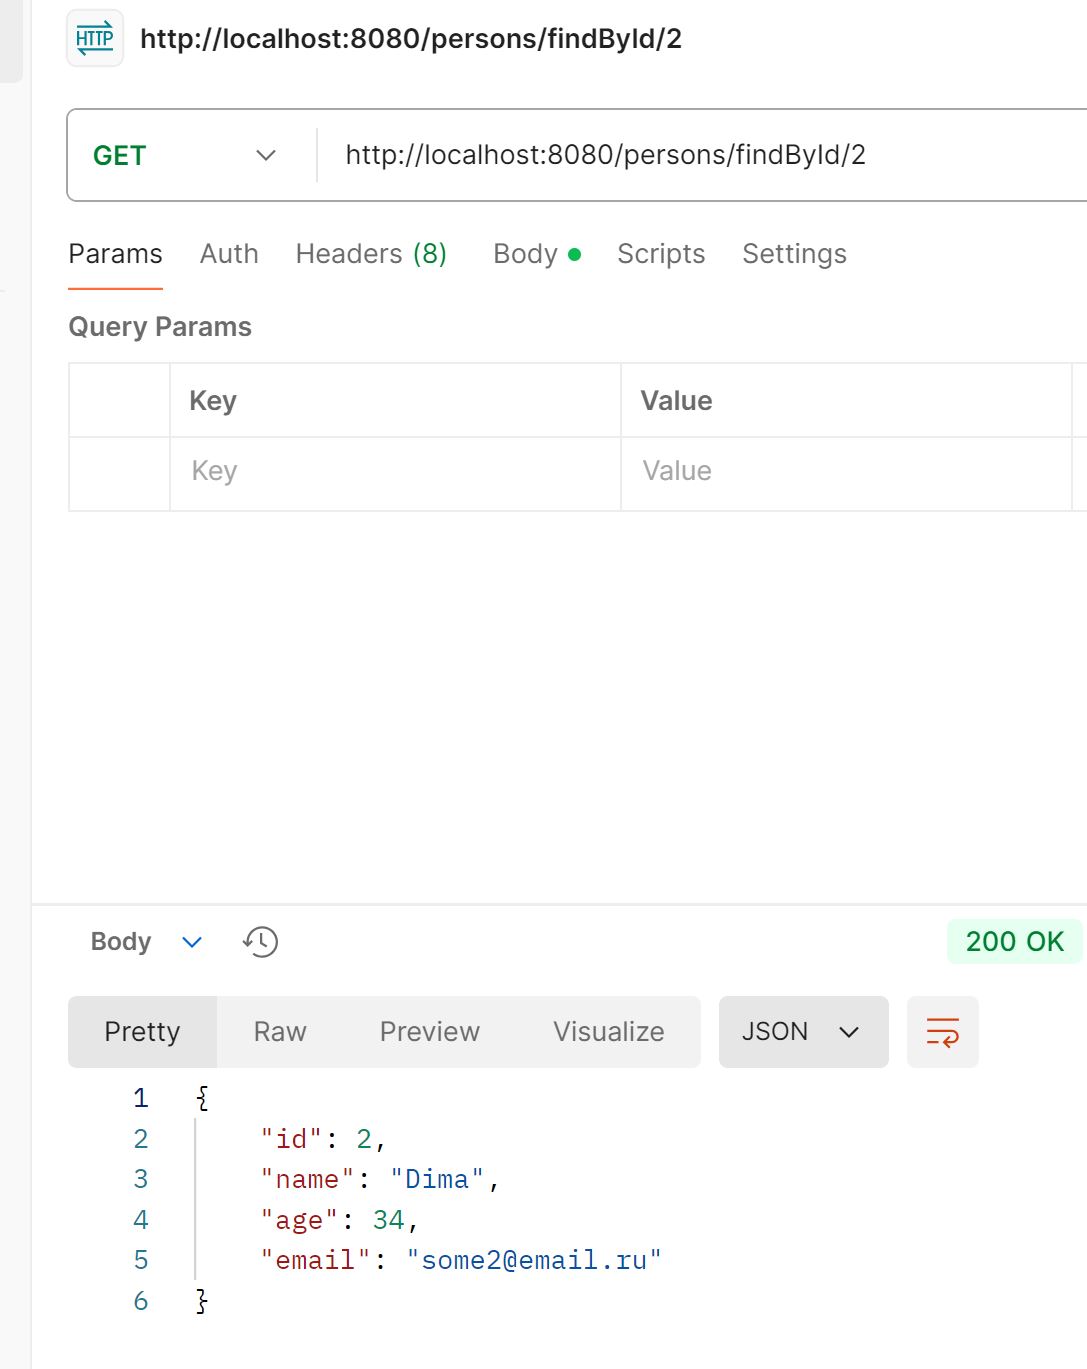 HTTP http://localhost:8080/persons/findById/2
GET http://localhost:8080/persons/findById/2
Params Auth Headers (8) Body Scripts Settings
Query Params
Key Value
Key Value
Body 200 OK
Pretty Raw Preview Visualize JSON
1 {
2 "id": 2,
3 "name": "Dima",
4 "age": 34,
5 "email": "some2@email.ru"
6 }